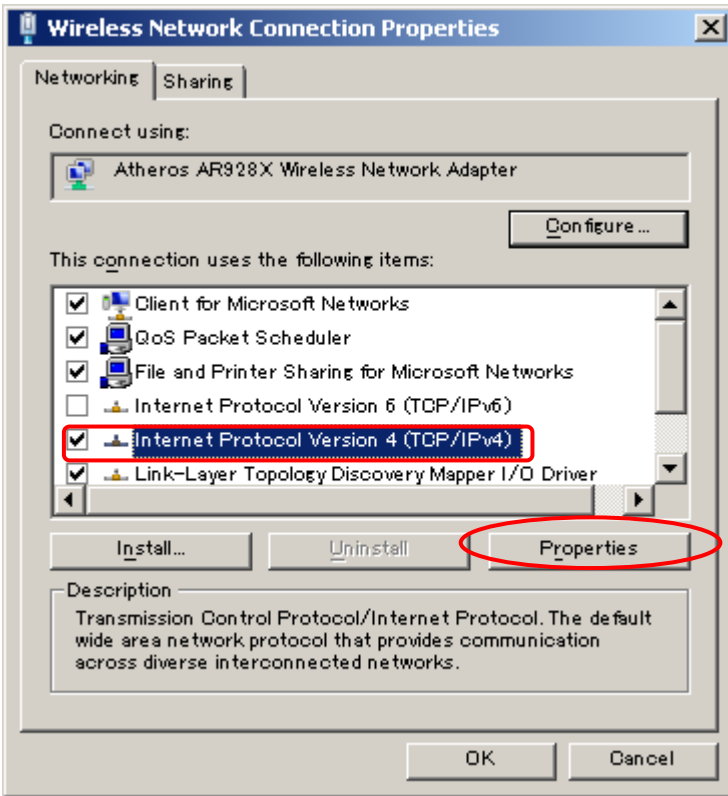 Wireless Network Connection Properties
Networking
Sharing
Connect using:
Atheros AR928X Wireless Network Adapter
Configure...
This connection uses the following items:
Client for Microsoft Networks
QoS Packet Scheduler
File and Printer Sharing for Microsoft Networks
Internet Protocol Version 6 (TCP/IPv6)
Internet Protocol Version 4 (TCP/IPv4)
Link-Layer Topology Discovery Mapper I/O Driver
Install...
Uninstall
Properties
Description
Transmission Control Protocol/Internet Protocol. The default
wide area network protocol that provides communication
across diverse interconnected networks.
OK
Cancel